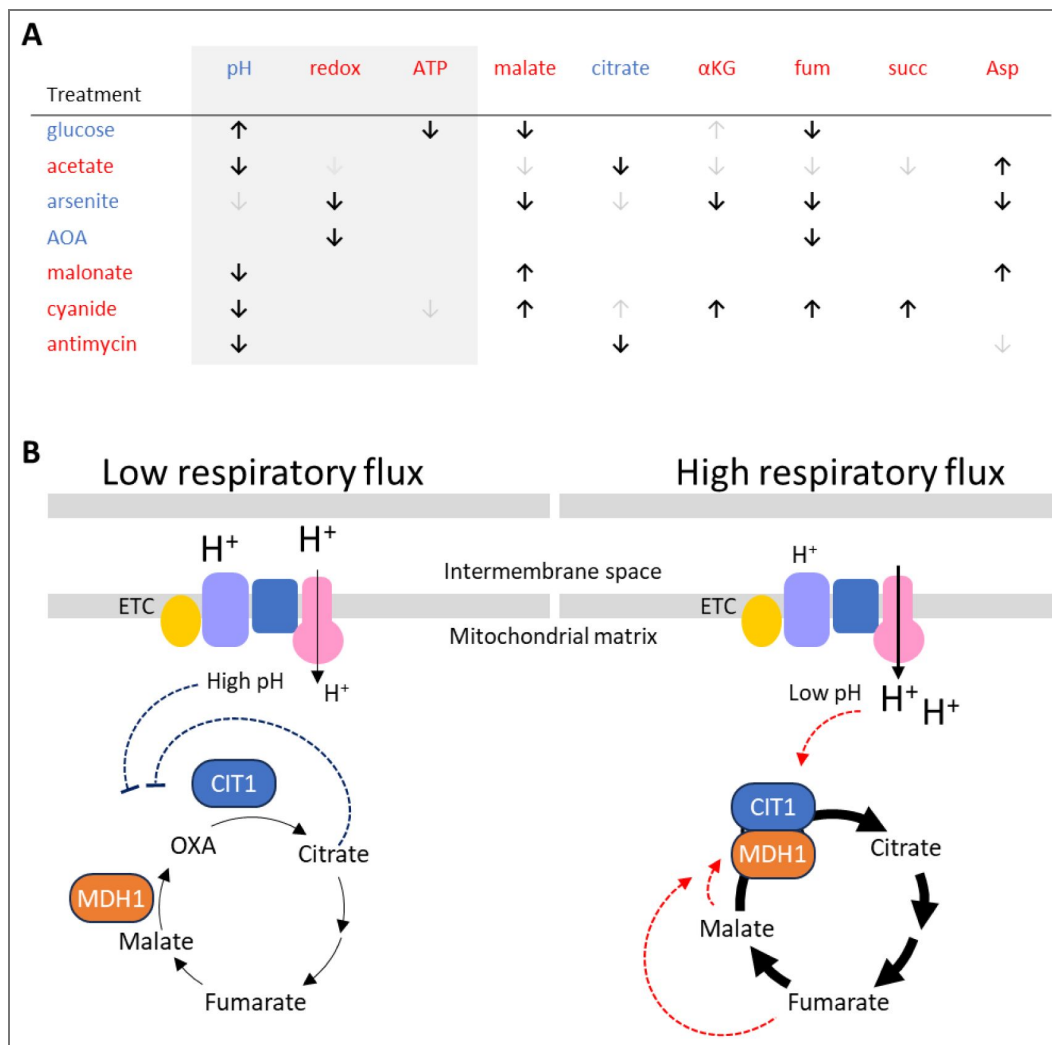 A
pH redox ATP malate citrate αKG fum succ Asp
Treatment
glucose ↑ ↓ ↓ ↑ ↓
acetate ↓ ↓ ↓ ↓ ↓ ↓ ↓ ↑
arsenite ↓ ↓ ↓ ↓ ↓ ↓ ↓
AOA ↓ ↓
malonate ↓ ↑ ↑
cyanide ↓ ↓ ↑ ↑ ↑ ↑ ↑
antimycin ↓ ↓ ↓
B
Low respiratory flux
High respiratory flux
H⁺ H⁺
H⁺
Intermembrane space
ETC
ETC
Mitochondrial matrix
High pH
H⁺
Low pH
H⁺ H⁺
CIT1
CIT1
OXA
Citrate
MDH1
Citrate
MDH1
Malate
Malate
Fumarate
Fumarate